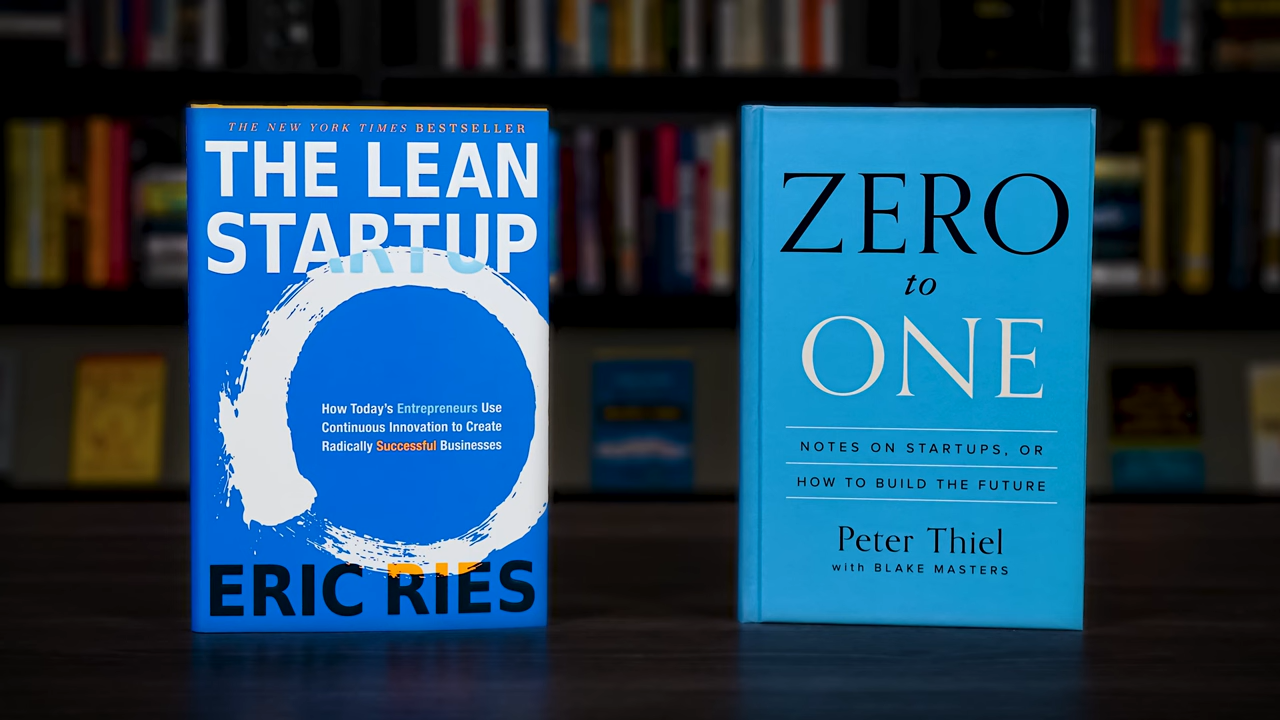 THE NEW YORK TIMES BESTSELLER
THE LEAN
STARTUP
How Today's Entrepreneurs Use
Continuous Innovation to Create
Radically Successful Businesses
ERIC RIES
ZERO
to
ONE
NOTES ON STARTUPS, OR
HOW TO BUILD THE FUTURE
Peter Thiel
with BLAKE MASTERS